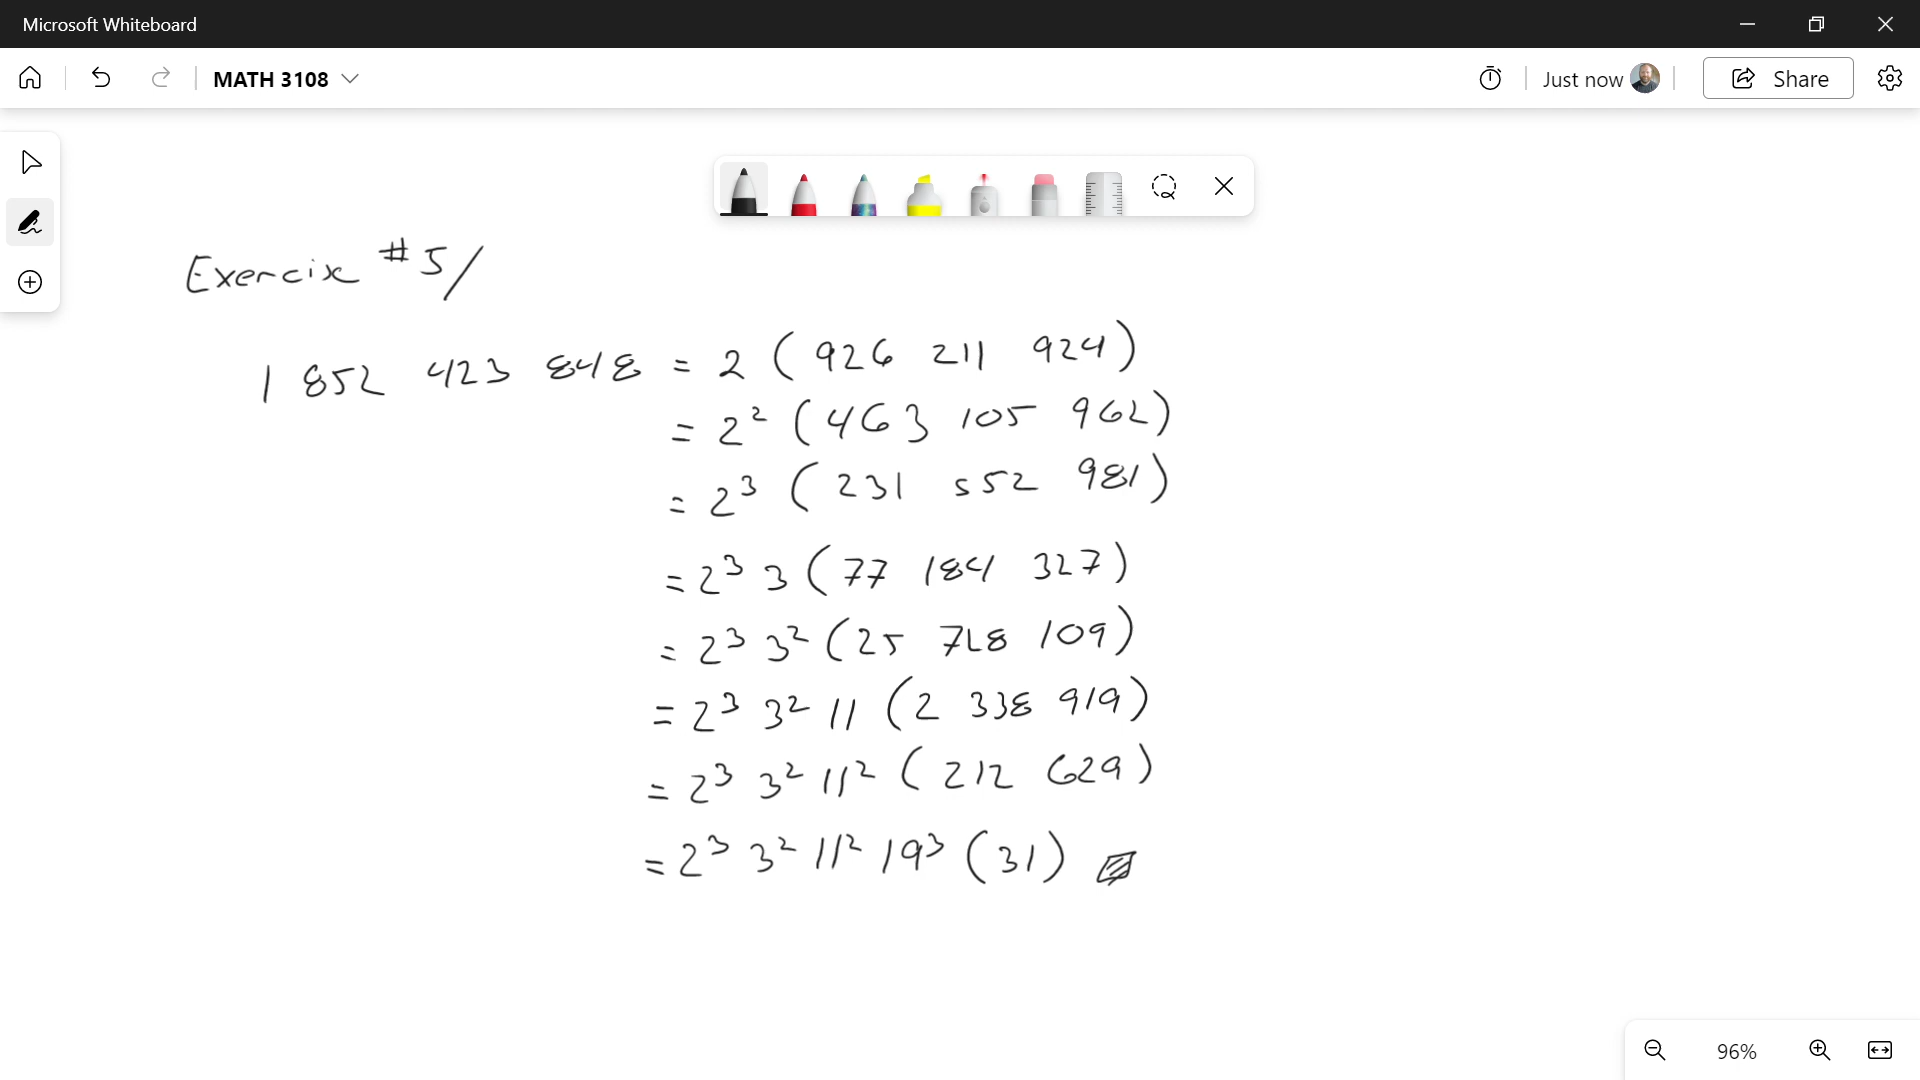 Microsoft Whiteboard
MATH 3108
Just now
Share
Exercise #5/
1 852 423 848 = 2 (926 211 924)
= 2² (463 105 962)
= 2³ (231 552 981)
= 2³ 3 (77 184 327)
= 2³ 3² (25 728 109)
= 2³ 3² 11 (2 338 919)
= 2³ 3² 11² (212 629)
= 2³ 3² 11² 19³ (31)
96%